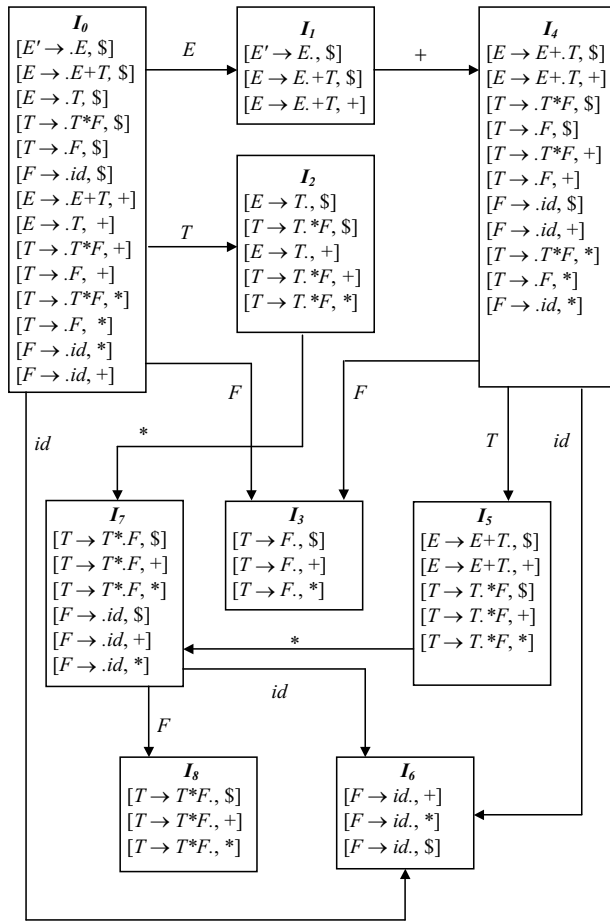 I0
[E' → .E, $]
[E → .E+T, $]
[E → .T, $]
[T → .T*F, $]
[T → .F, $]
[F → .id, $]
[E → .E+T, +]
[E → .T, +]
[T → .T*F, +]
[T → .F, +]
[T → .T*F, *]
[T → .F, *]
[F → .id, *]
[F → .id, +]
E
I1
[E' → E., $]
[E → E.+T, $]
[E → E.+T, +]
+
I4
[E → E+.T, $]
[E → E+.T, +]
[T → .T*F, $]
[T → .F, $]
[T → .T*F, +]
[T → .F, +]
[F → .id, $]
[F → .id, +]
[T → .T*F, *]
[T → .F, *]
[F → .id, *]
T
I2
[E → T., $]
[T → T.*F, $]
[E → T., +]
[T → T.*F, +]
[T → T.*F, *]
id
*
F
F
T
id
I7
[T → T*.F, $]
[T → T*.F, +]
[T → T*.F, *]
[F → .id, $]
[F → .id, +]
[F → .id, *]
I3
[T → F., $]
[T → F., +]
[T → F., *]
I5
[E → E+T., $]
[E → E+T., +]
[T → T.*F, $]
[T → T.*F, +]
[T → T.*F, *]
*
id
F
I8
[T → T*F., $]
[T → T*F., +]
[T → T*F., *]
I6
[F → id., +]
[F → id., *]
[F → id., $]